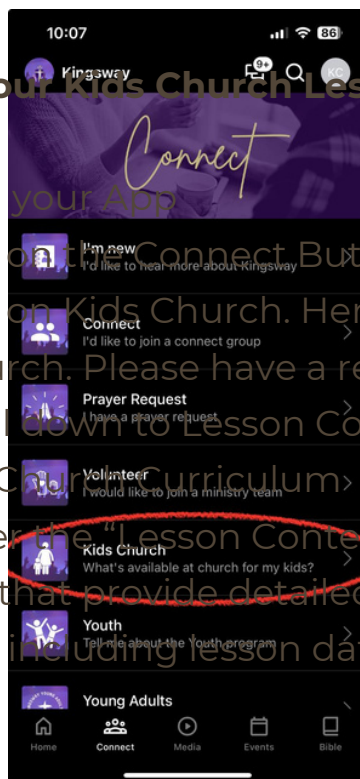 10:07
86
9+
Kingsway
KC
our Kids Church Les
Connect
your App
I'm new
on the Connect But
I'd like to hear more about Kingsway
on Kids Church. Her
Connect
I'd like to join a connect group
rch. Please have a re
Prayer Request
I have a prayer request
l down to Lesson Co
Volunteer
Church Curriculum
I would like to join a ministry team
er the “Lesson Conte
Kids Church
What's available at church for my kids?
that provide detailed
Youth
Tell me about the Youth program
including lesson dat
Young Adults
Home Connect Media Events Bible